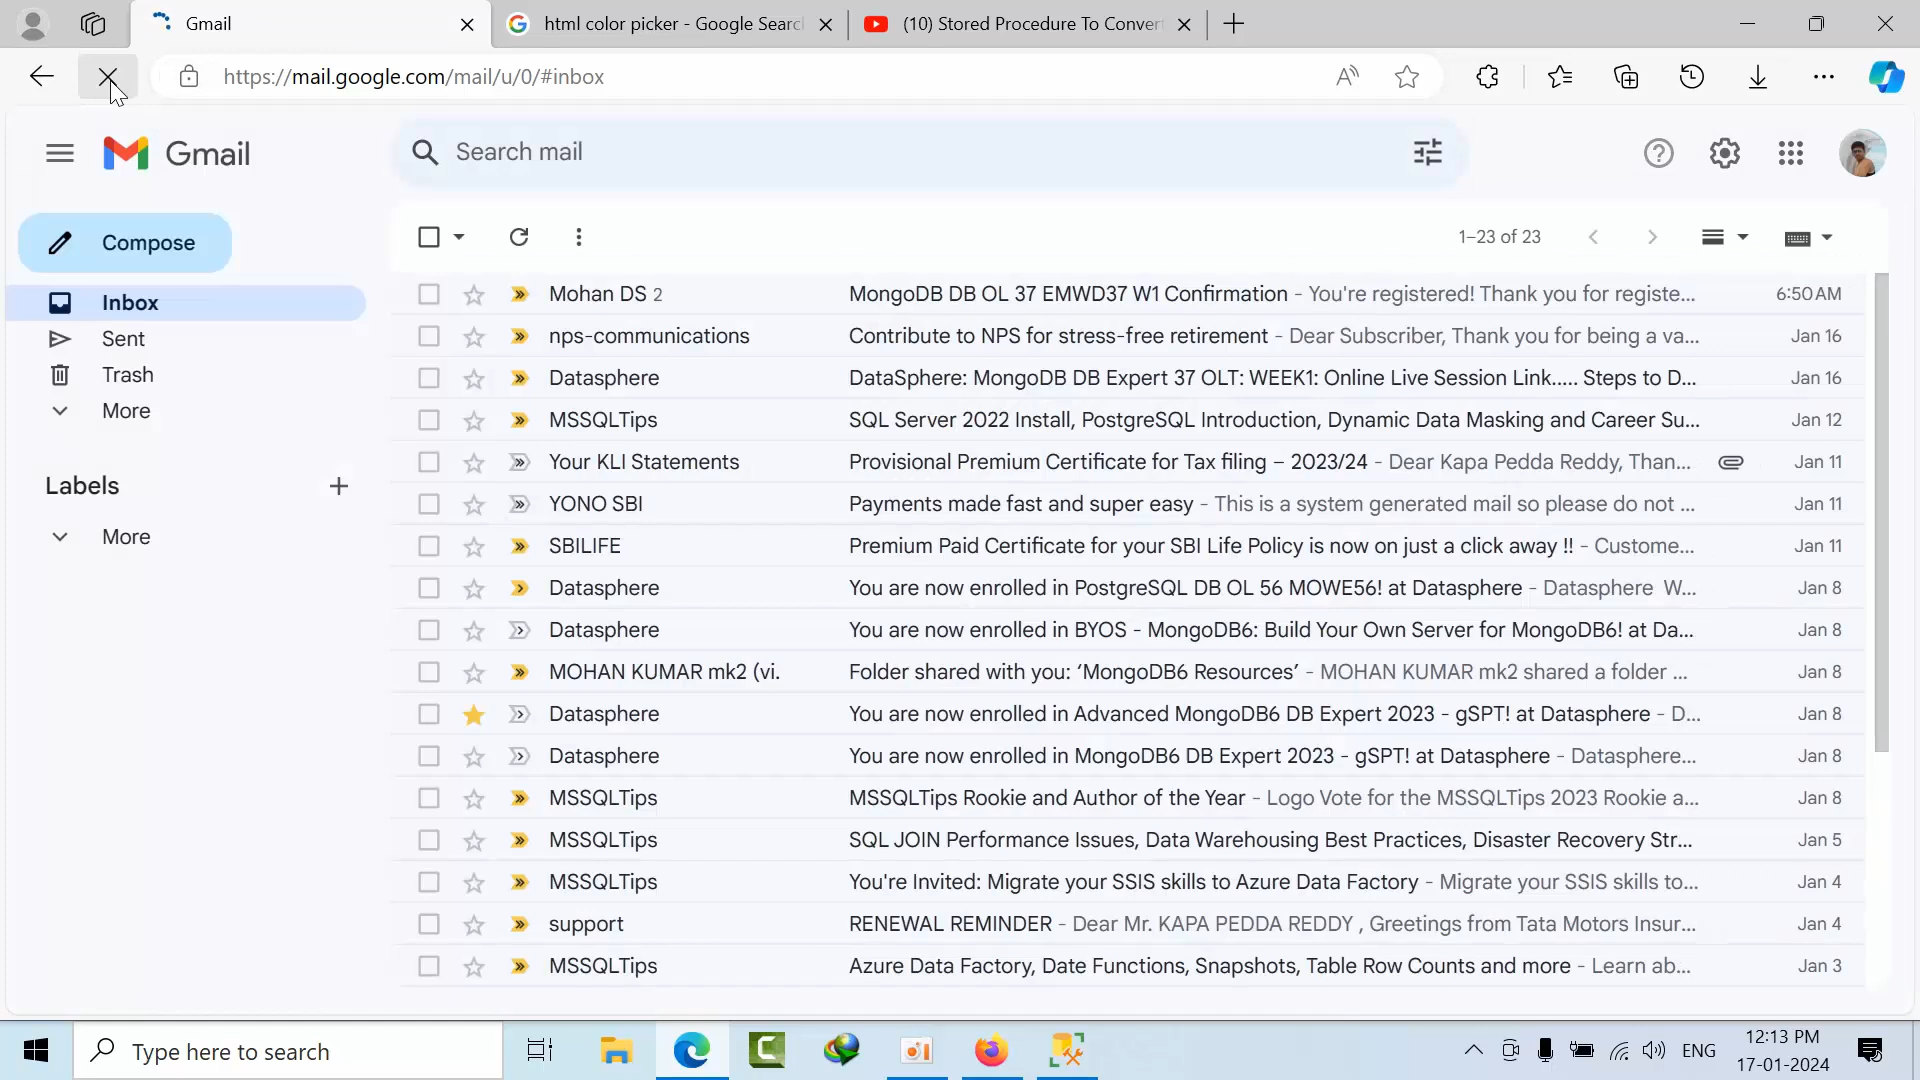 Gmail
html color picker - Google Searc
(10) Stored Procedure To Conver
https://mail.google.com/mail/u/0/#inbox
Gmail
Search mail
Compose
1–23 of 23
Inbox
Sent
Trash
More
Labels
More
Mohan DS 2 MongoDB DB OL 37 EMWD37 W1 Confirmation - You're registered! Thank you for registe... 6:50 AM
nps-communications Contribute to NPS for stress-free retirement - Dear Subscriber, Thank you for being a va... Jan 16
Datasphere DataSphere: MongoDB DB Expert 37 OLT: WEEK1: Online Live Session Link..... Steps to D... Jan 16
MSSQLTips SQL Server 2022 Install, PostgreSQL Introduction, Dynamic Data Masking and Career Su... Jan 12
Your KLI Statements Provisional Premium Certificate for Tax filing – 2023/24 - Dear Kapa Pedda Reddy, Than... Jan 11
YONO SBI Payments made fast and super easy - This is a system generated mail so please do not ... Jan 11
SBILIFE Premium Paid Certificate for your SBI Life Policy is now on just a click away !! - Custome... Jan 11
Datasphere You are now enrolled in PostgreSQL DB OL 56 MOWE56! at Datasphere - Datasphere W... Jan 8
Datasphere You are now enrolled in BYOS - MongoDB6: Build Your Own Server for MongoDB6! at Da... Jan 8
MOHAN KUMAR mk2 (vi. Folder shared with you: ‘MongoDB6 Resources’ - MOHAN KUMAR mk2 shared a folder ... Jan 8
Datasphere You are now enrolled in Advanced MongoDB6 DB Expert 2023 - gSPT! at Datasphere - D... Jan 8
Datasphere You are now enrolled in MongoDB6 DB Expert 2023 - gSPT! at Datasphere - Datasphere... Jan 8
MSSQLTips MSSQLTips Rookie and Author of the Year - Logo Vote for the MSSQLTips 2023 Rookie a... Jan 8
MSSQLTips SQL JOIN Performance Issues, Data Warehousing Best Practices, Disaster Recovery Str... Jan 5
MSSQLTips You're Invited: Migrate your SSIS skills to Azure Data Factory - Migrate your SSIS skills to... Jan 4
support RENEWAL REMINDER - Dear Mr. KAPA PEDDA REDDY , Greetings from Tata Motors Insur... Jan 4
MSSQLTips Azure Data Factory, Date Functions, Snapshots, Table Row Counts and more - Learn ab... Jan 3
Type here to search
ENG
12:13 PM
17-01-2024